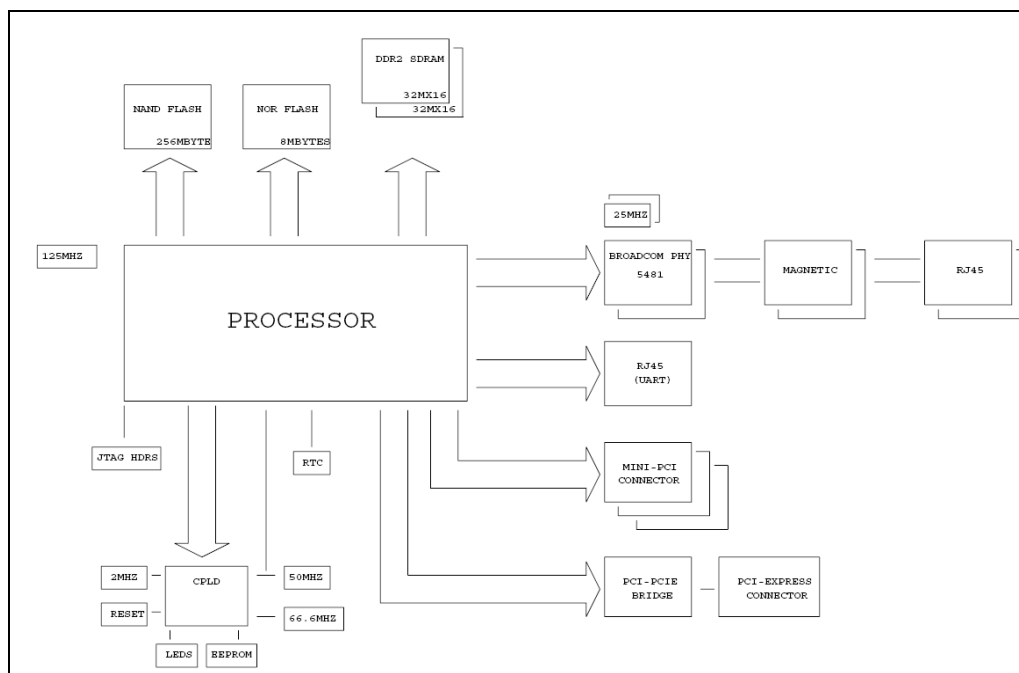 DDR2 SDRAM
32MX16
32MX16
NAND FLASH
256MBYTE
NOR FLASH
8MBYTES
125MHZ
PROCESSOR
25MHZ
BROADCOM PHY
5481
MAGNETIC
RJ45
RJ45
(UART)
JTAG HDRS
RTC
MINI-PCI
CONNECTOR
2MHZ
CPLD
50MHZ
RESET
66.6MHZ
LEDS
EEPROM
PCI-PCIE
BRIDGE
PCI-EXPRESS
CONNECTOR